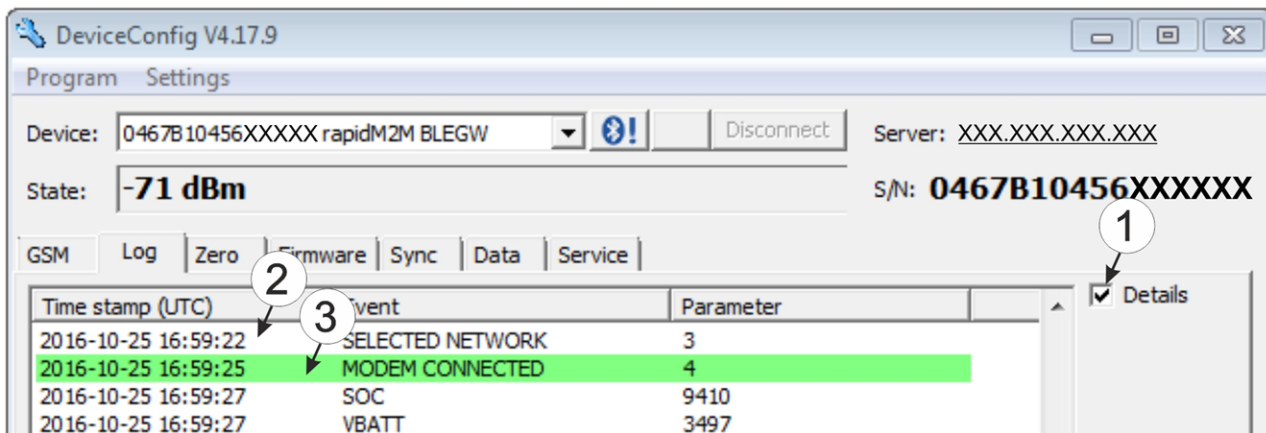 DeviceConfig V4.17.9
Program Settings
Device: 0467B10456XXXXX rapidM2M BLEGW Disconnect Server: XXX.XXX.XXX.XXX
State: -71 dBm S/N: 0467B10456XXXXXX
1
GSM Log Zero Firmware Sync Data Service
2
3
Time stamp (UTC) Event Parameter Details
2016-10-25 16:59:22 SELECTED NETWORK 3
2016-10-25 16:59:25 MODEM CONNECTED 4
2016-10-25 16:59:27 SOC 9410
2016-10-25 16:59:27 VBATT 3497